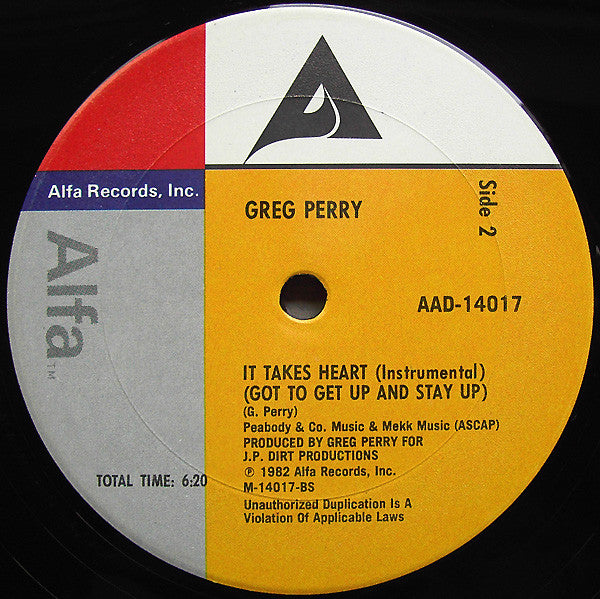 Alfa Records, Inc.
Alfa™
GREG PERRY
Side 2
AAD-14017
IT TAKES HEART (Instrumental)
(GOT TO GET UP AND STAY UP)
(G. Perry)
Peabody & Co. Music & Mekk Music (ASCAP)
PRODUCED BY GREG PERRY FOR
J.P. DIRT PRODUCTIONS
℗ 1982 Alfa Records, Inc.
M-14017-BS
TOTAL TIME: 6:20
Unauthorized Duplication Is A
Violation Of Applicable Laws